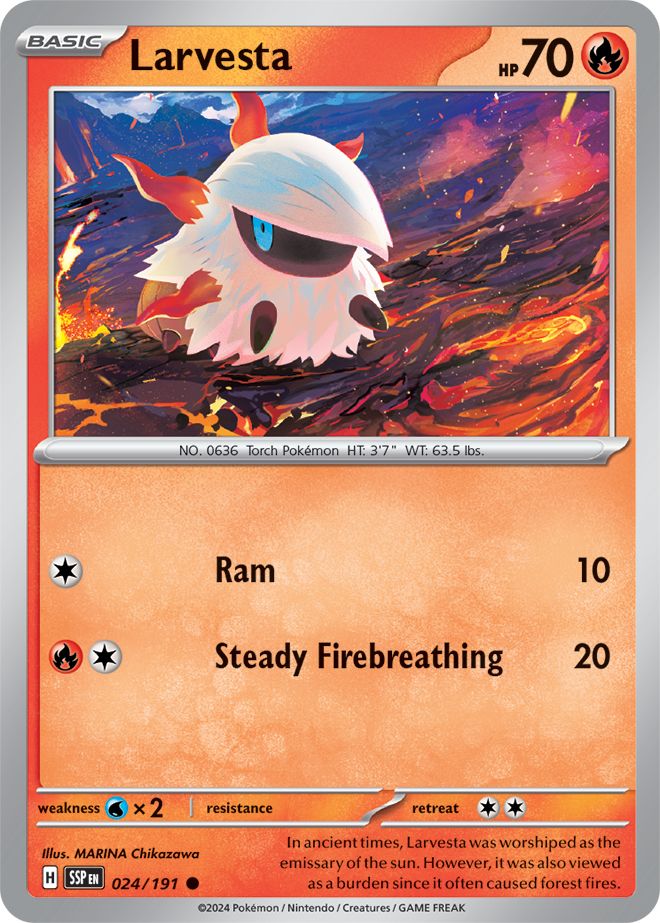 BASIC Larvesta HP 70
NO. 0636 Torch Pokémon HT: 3'7" WT: 63.5 lbs.
Ram 10
Steady Firebreathing 20
weakness ×2 resistance retreat
Illus. MARINA Chikazawa
H SSP EN 024/191
In ancient times, Larvesta was worshiped as the
emissary of the sun. However, it was also viewed
as a burden since it often caused forest fires.
©2024 Pokémon / Nintendo / Creatures / GAME FREAK